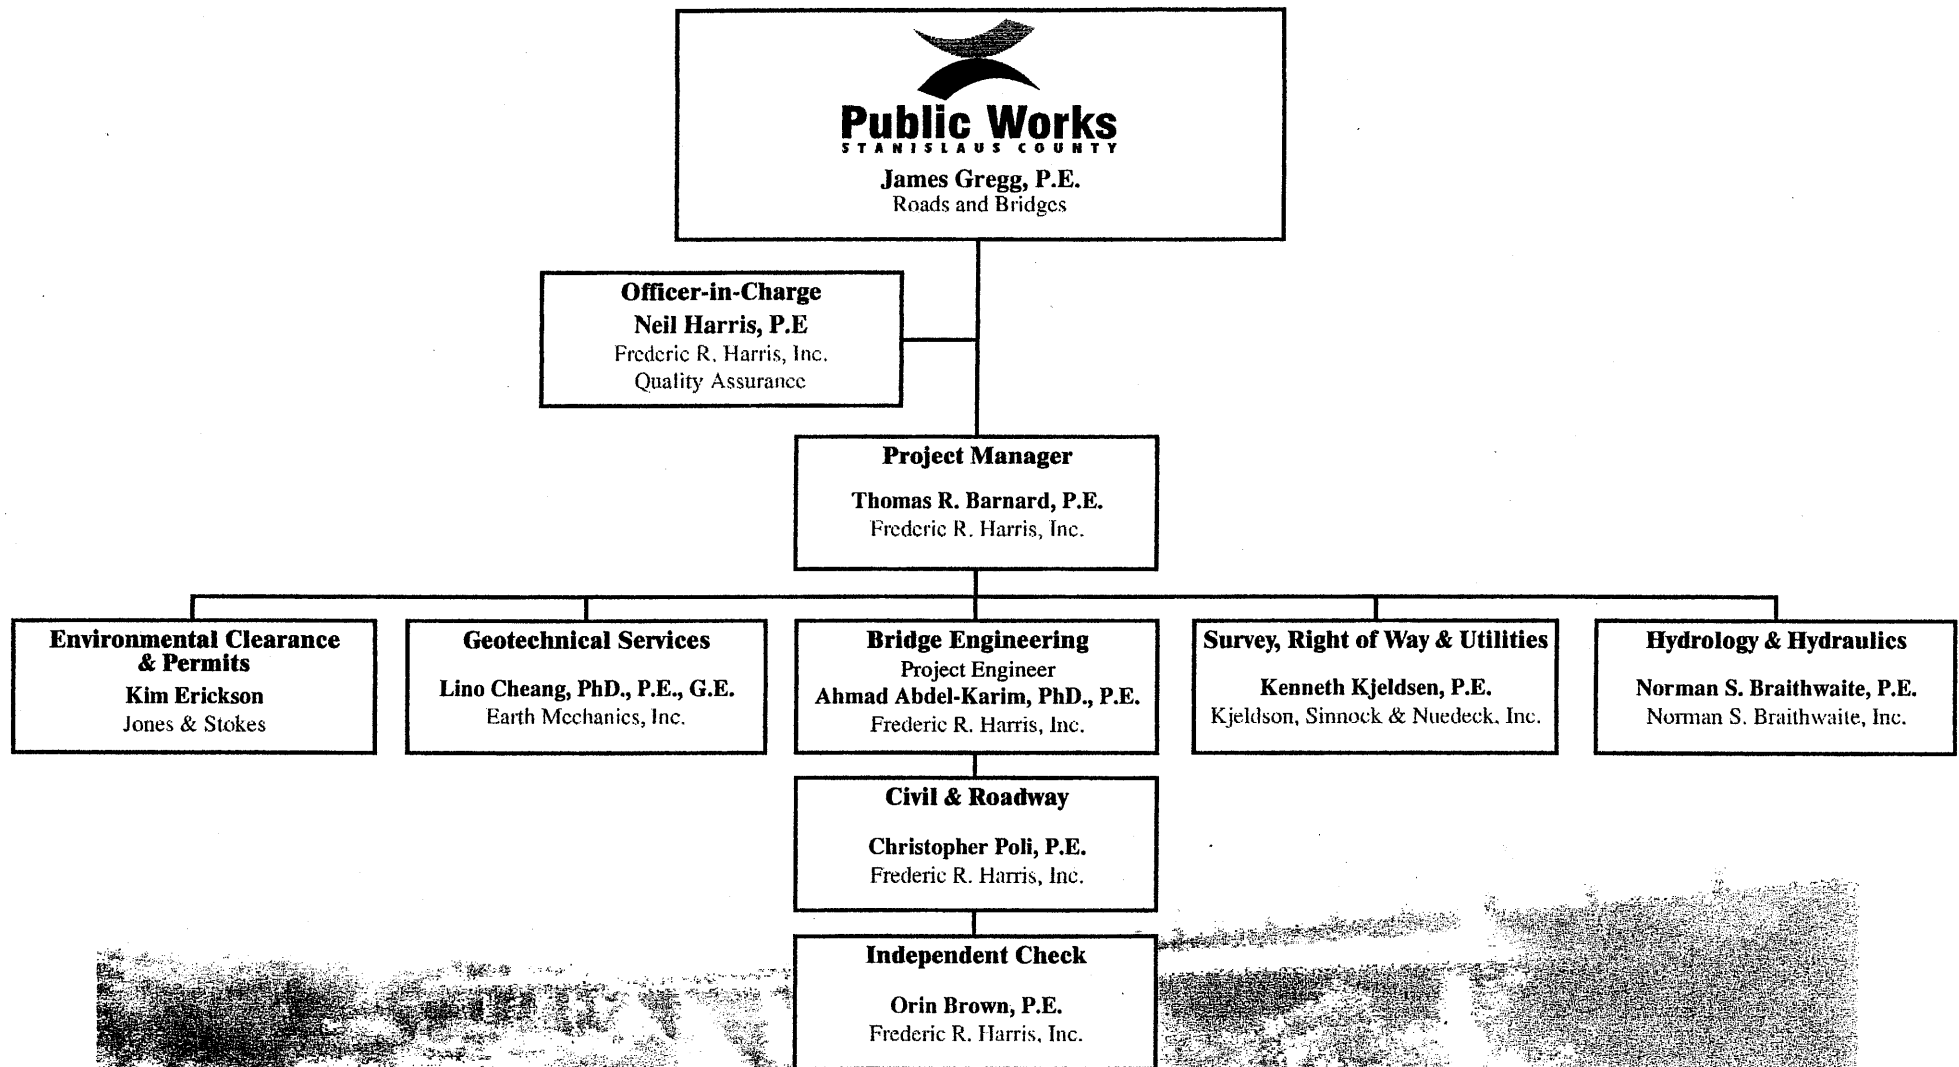 Public Works
STANISLAUS COUNTY
James Gregg, P.E.
Roads and Bridges
Officer-in-Charge
Neil Harris, P.E
Frederic R. Harris, Inc.
Quality Assurance
Project Manager
Thomas R. Barnard, P.E.
Frederic R. Harris, Inc.
Environmental Clearance
& Permits
Kim Erickson
Jones & Stokes
Geotechnical Services
Lino Cheang, PhD., P.E., G.E.
Earth Mechanics, Inc.
Bridge Engineering
Project Engineer
Ahmad Abdel-Karim, PhD., P.E.
Frederic R. Harris, Inc.
Survey, Right of Way & Utilities
Kenneth Kjeldsen, P.E.
Kjeldson, Sinnock & Nuedeck, Inc.
Hydrology & Hydraulics
Norman S. Braithwaite, P.E.
Norman S. Braithwaite, Inc.
Civil & Roadway
Christopher Poli, P.E.
Frederic R. Harris, Inc.
Independent Check
Orin Brown, P.E.
Frederic R. Harris, Inc.